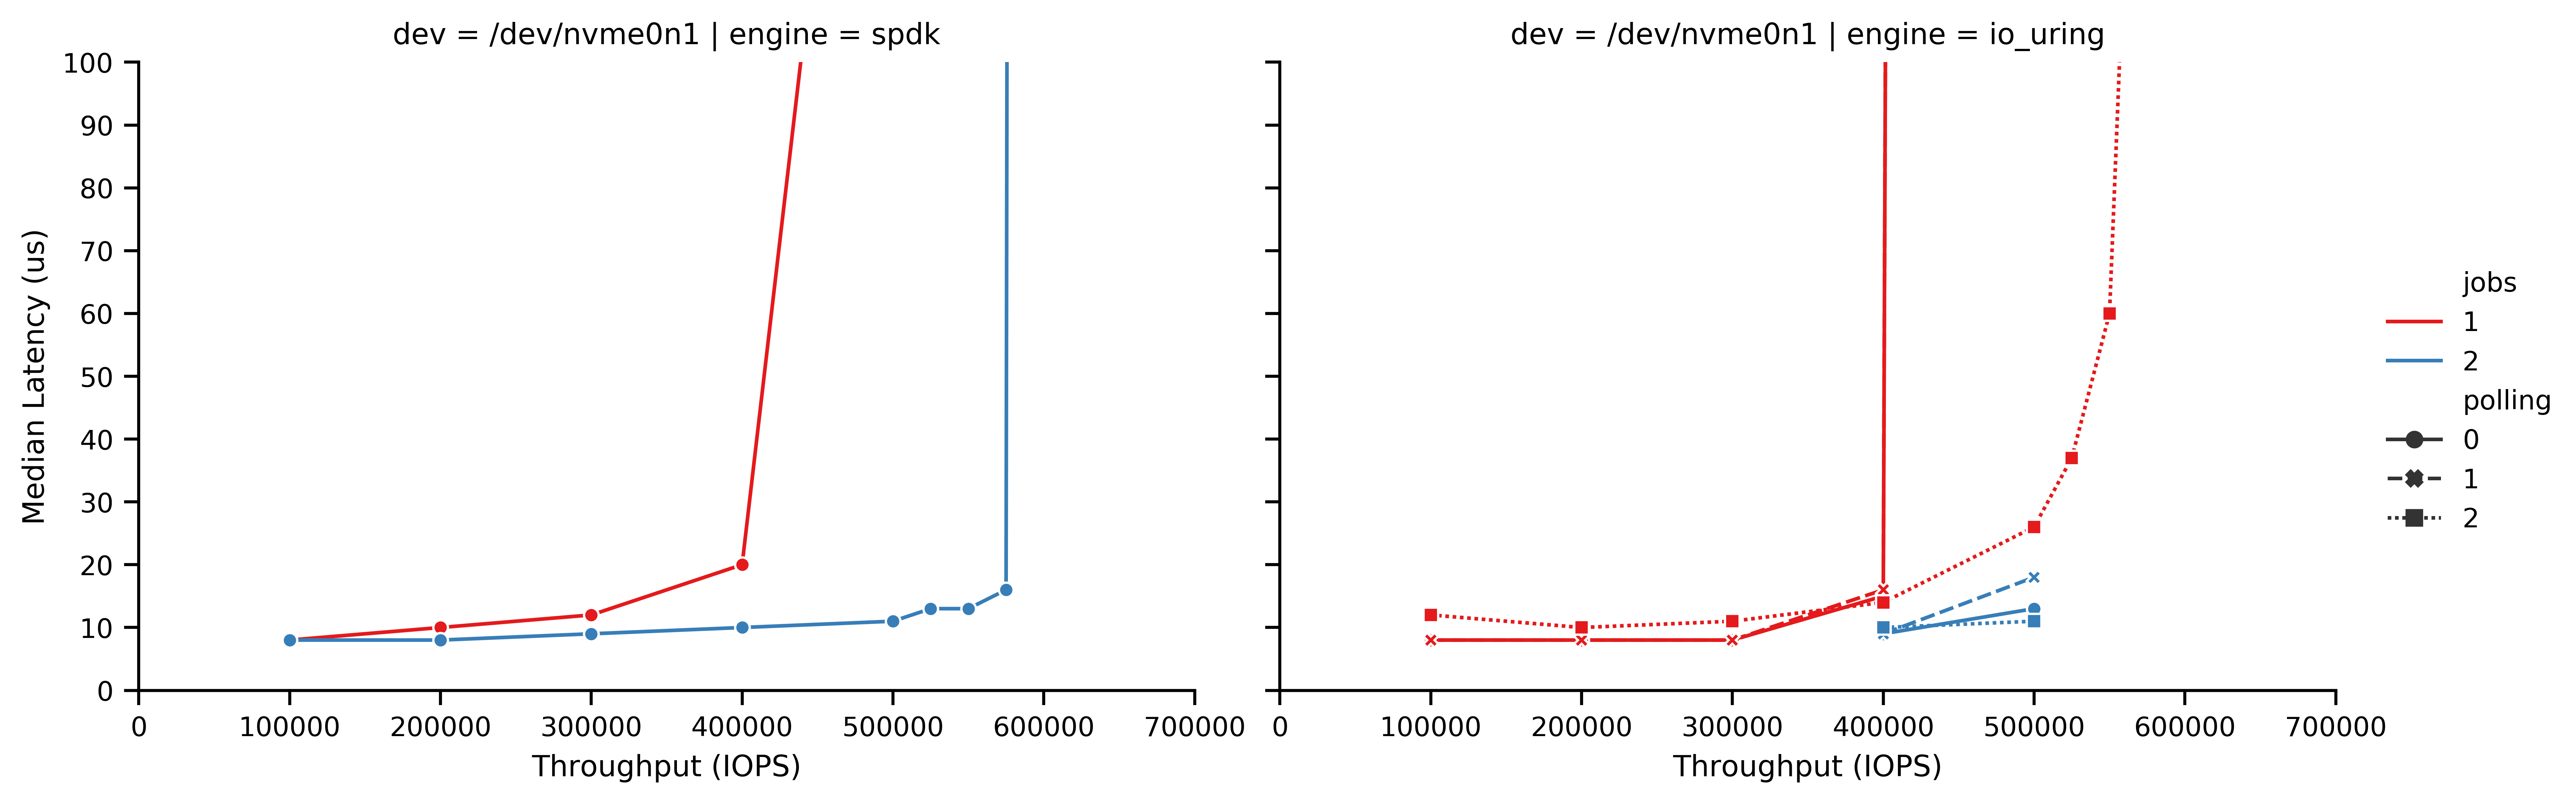 dev = /dev/nvme0n1 | engine = spdk
100
90
80
70
60
50
40
30
20
10
0
Median Latency (us)
0 100000 200000 300000 400000 500000 600000 700000
Throughput (IOPS)
dev = /dev/nvme0n1 | engine = io_uring
0 100000 200000 300000 400000 500000 600000 700000
Throughput (IOPS)
jobs
1
2
polling
0
1
2